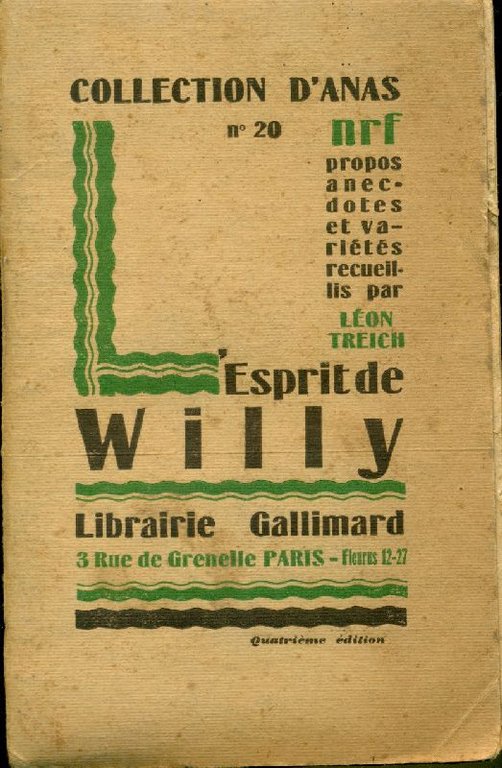 COLLECTION D'ANAS
n° 20
nrf
propos
anec-
dotes
et va-
riétés
recueil-
lis par
LÉON
TREICH
L'Esprit de
Willy
Librairie Gallimard
3 Rue de Grenelle PARIS - Fleurus 12-27
Quatrième édition